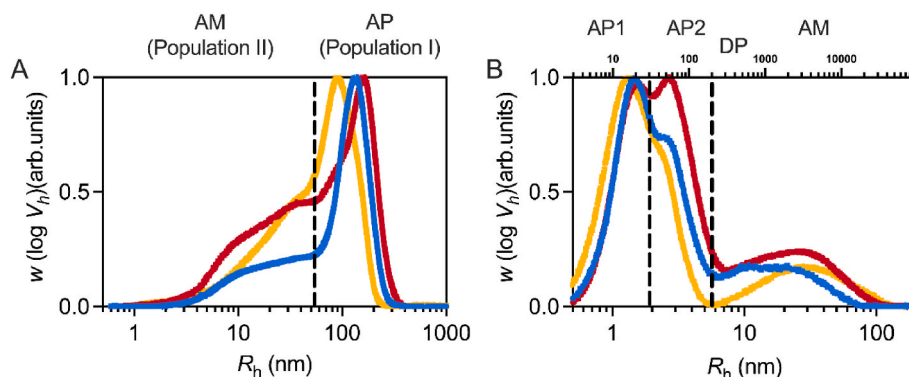 AM
(Population II)
AP
(Population I)
A
1.0
0.5
0.0
w (log Vh)(arb.units)
1 10 100 1000
Rh (nm)
AP1 AP2 DP AM
10 100 1000 10000
B
1.0
0.5
0.0
w (log Vh)(arb.units)
1 10 100
Rh (nm)